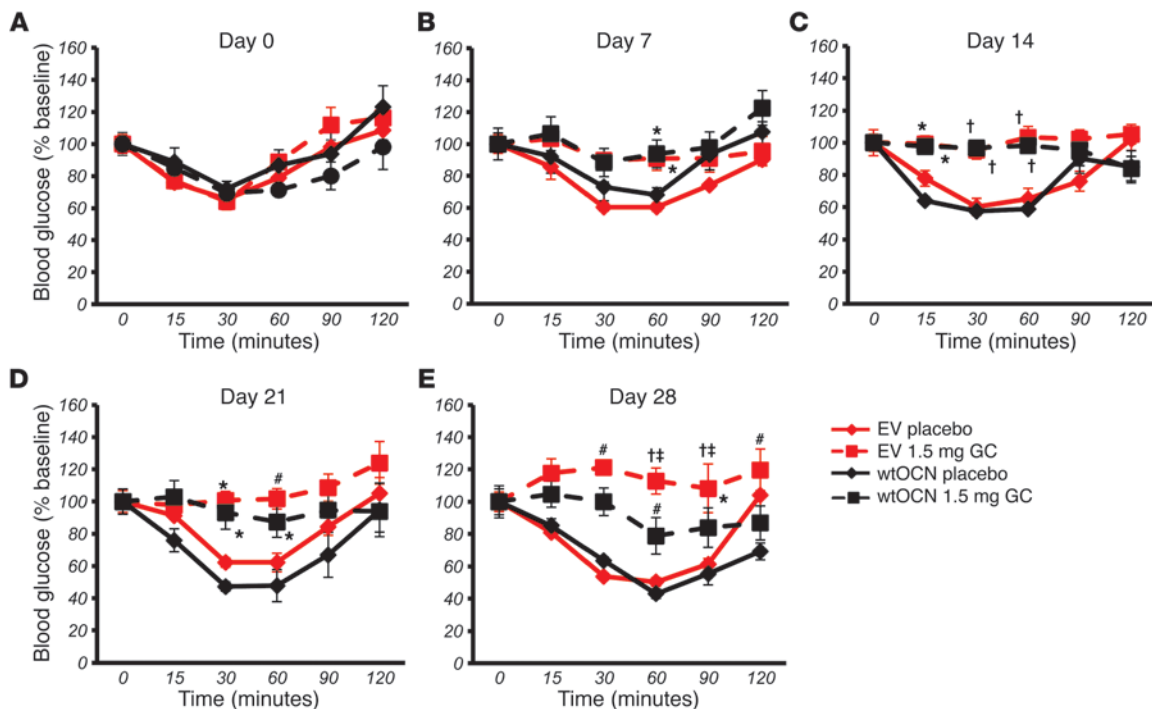 A
Day 0
Blood glucose (% baseline)
160
140
120
100
80
60
40
20
0
0 15 30 60 90 120
Time (minutes)
B
Day 7
160
140
120
100
80
60
40
20
0
*
*
0 15 30 60 90 120
Time (minutes)
C
Day 14
160
140
120
100
80
60
40
20
0
* † †
* † †
0 15 30 60 90 120
Time (minutes)
D
Day 21
Blood glucose (% baseline)
160
140
120
100
80
60
40
20
0
* #
* *
0 15 30 60 90 120
Time (minutes)
E
Day 28
160
140
120
100
80
60
40
20
0
# †‡ †‡ #
# *
0 15 30 60 90 120
Time (minutes)
EV placebo
EV 1.5 mg GC
wtOCN placebo
wtOCN 1.5 mg GC